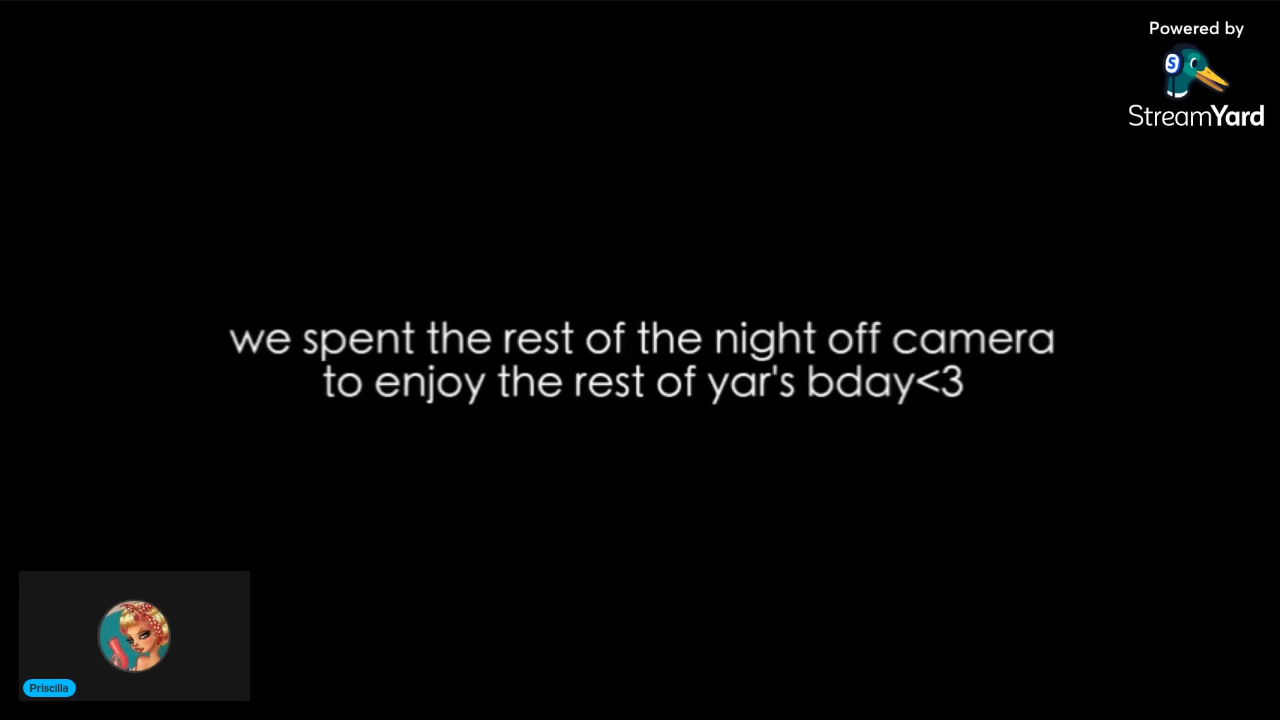 Powered by
S
StreamYard
we spent the rest of the night off camera
to enjoy the rest of yar's bday<3
Priscilla